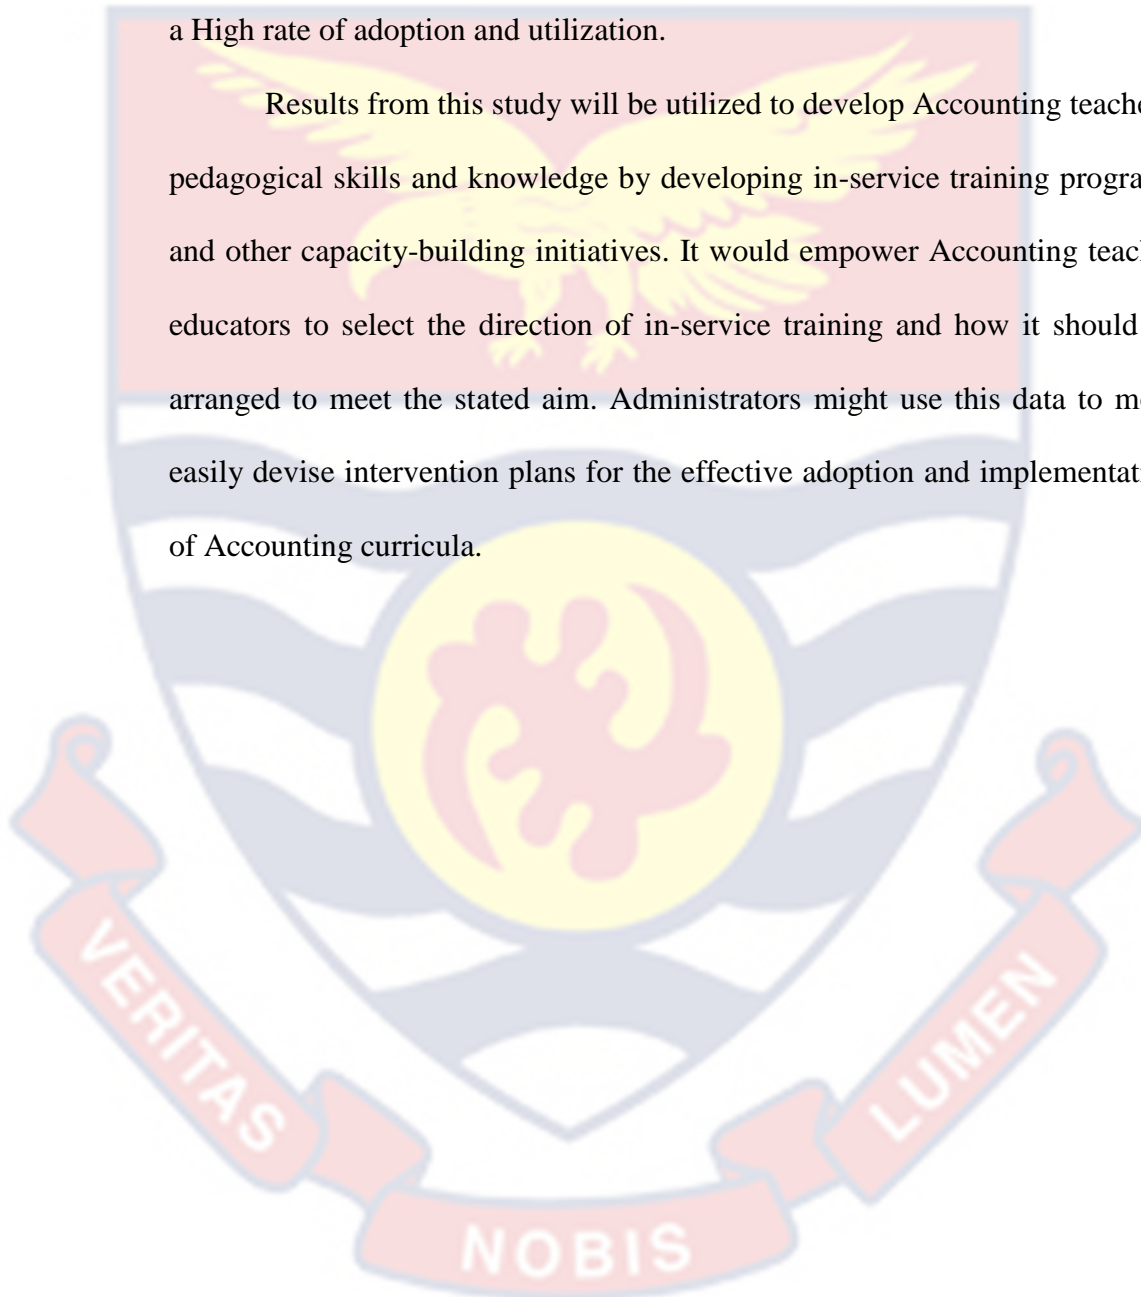 a High rate of adoption and utilization.
Results from this study will be utilized to develop Accounting teache
pedagogical skills and knowledge by developing in-service training progra
and other capacity-building initiatives. It would empower Accounting teach
educators to select the direction of in-service training and how it should
arranged to meet the stated aim. Administrators might use this data to mo
easily devise intervention plans for the effective adoption and implementati
of Accounting curricula.
VERITAS
NOBIS
LUMEN